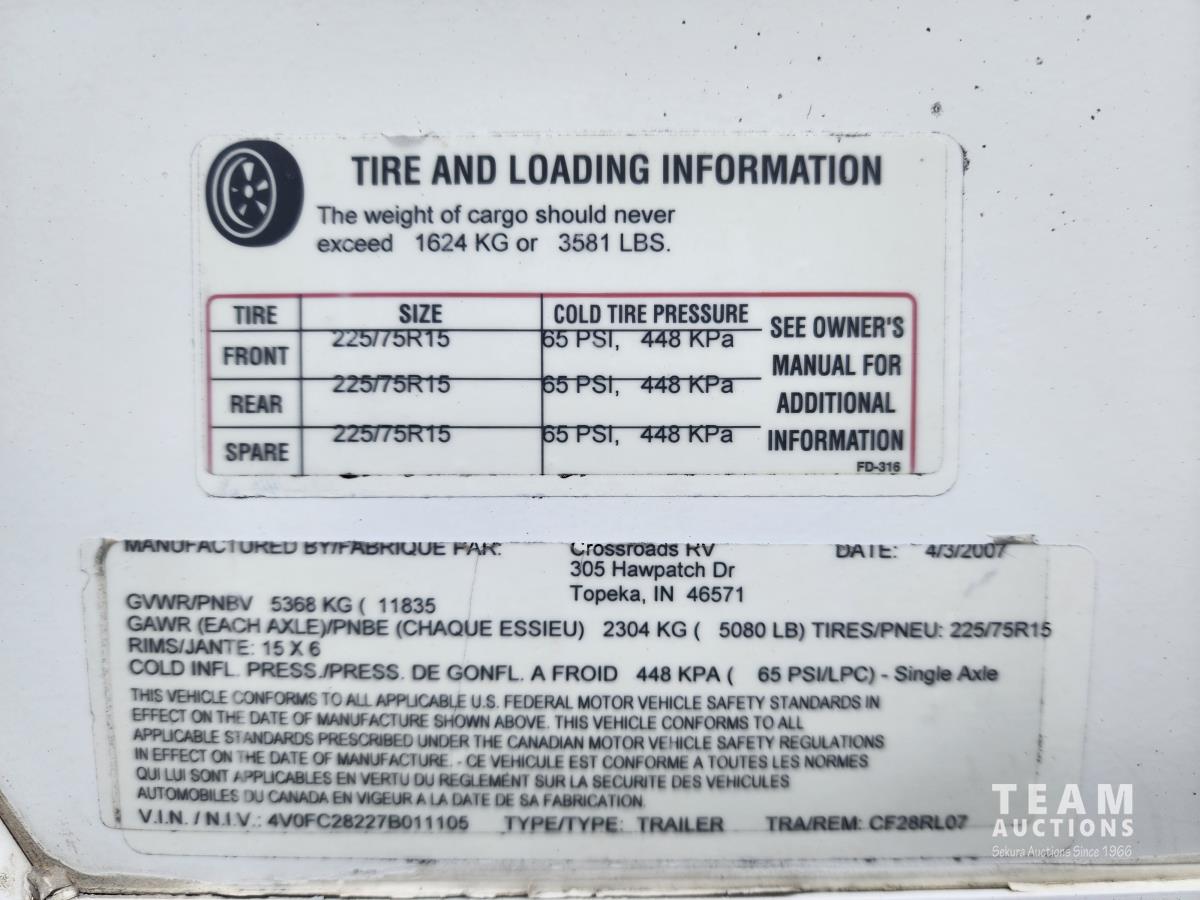 TIRE AND LOADING INFORMATION
The weight of cargo should never
exceed 1624 KG or 3581 LBS.
TIRE SIZE COLD TIRE PRESSURE SEE OWNER'S
FRONT 225/75R15 65 PSI, 448 KPa MANUAL FOR
REAR 225/75R15 65 PSI, 448 KPa ADDITIONAL
SPARE 225/75R15 65 PSI, 448 KPa INFORMATION
FD-316
MANUFACTURED BY/FABRIQUE PAR: Crossroads RV DATE: 4/3/2007
305 Hawpatch Dr
Topeka, IN 46571
GVWR/PNBV 5368 KG ( 11835
GAWR (EACH AXLE)/PNBE (CHAQUE ESSIEU) 2304 KG ( 5080 LB) TIRES/PNEU: 225/75R15
RIMS/JANTE: 15 X 6
COLD INFL. PRESS./PRESS. DE GONFL. A FROID 448 KPA ( 65 PSI/LPC) - Single Axle
THIS VEHICLE CONFORMS TO ALL APPLICABLE U.S. FEDERAL MOTOR VEHICLE SAFETY STANDARDS IN
EFFECT ON THE DATE OF MANUFACTURE SHOWN ABOVE. THIS VEHICLE CONFORMS TO ALL
APPLICABLE STANDARDS PRESCRIBED UNDER THE CANADIAN MOTOR VEHICLE SAFETY REGULATIONS
IN EFFECT ON THE DATE OF MANUFACTURE. - CE VEHICULE EST CONFORME A TOUTES LES NORMES
QUI LUI SONT APPLICABLES EN VERTU DU REGLEMENT SUR LA SECURITE DES VEHICULES
AUTOMOBILES DU CANADA EN VIGEUR A LA DATE DE SA FABRICATION.
V.I.N. / N.I.V.: 4V0FC28227B011105 TYPE/TYPE: TRAILER TRA/REM: CF28RL07
TEAM
AUCTIONS
Sekura Auctions Since 1966